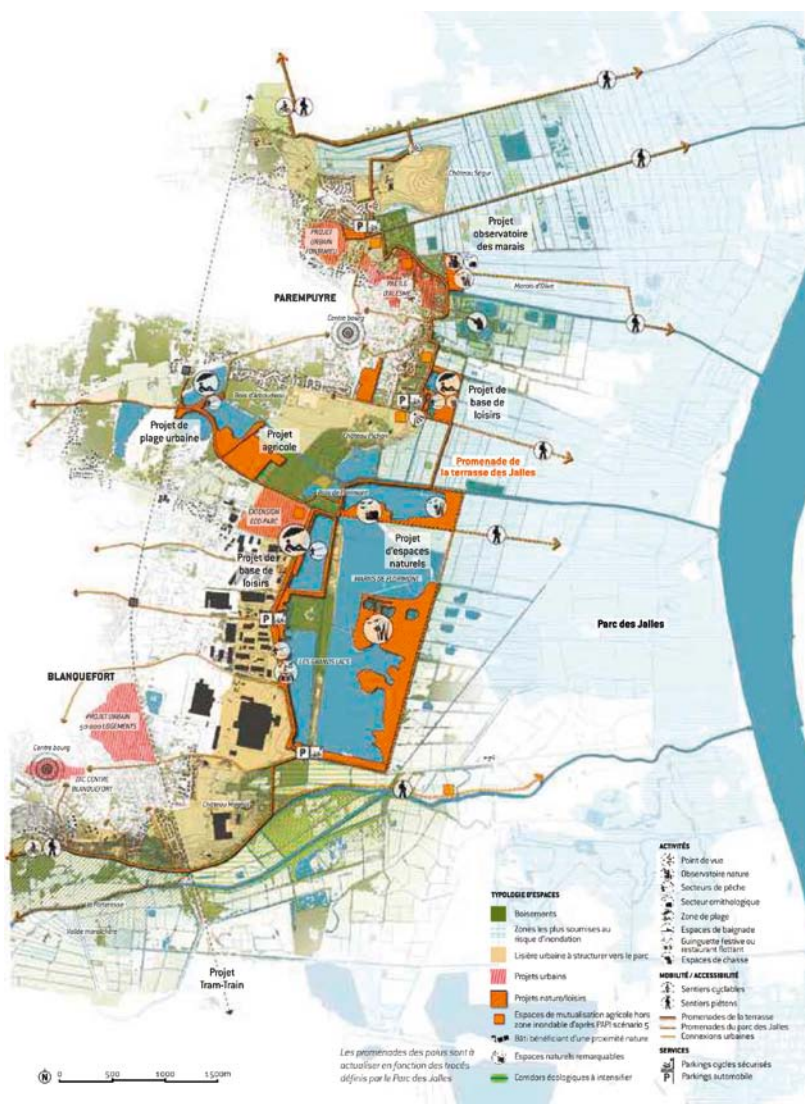 Château Ségur
Projet
observatoire
des marais
PROJET
URBAIN
FONTANIEU
P
PAREMPUYRE
Centre bourg
Marais d'Olive
Projet de
plage urbaine
Projet
agricole
Projet de
base de
loisirs
P
Promenade de
la terrasse des Jalles
EXTENSION
ECO-PARC
Projet de
base de
loisirs
Projet
d'espaces
naturels
MARAIS DE FLORIMONT
P
LES GRANDS LACS
Parc des Jalles
BLANQUEFORT
PROJET URBAIN
50 000 LOGEMENTS
Centre bourg
ZAC CENTRE
BLANQUEFORT
P
Vallée maraîchère
Projet
Tram-Train
TYPOLOGIE D'ESPACES
Boisements
Zones les plus soumises au
risque d'inondation
Lisière urbaine à structurer vers le parc
Projets urbains
Projets nature/loisirs
Espaces de mutualisation agricole hors
zone inondable d'après PAPI scénario 5
Bâti bénéficiant d'une proximité nature
Espaces naturels remarquables
Corridors écologiques à intensifier
ACTIVITÉS
Point de vue
Observatoire nature
Secteurs de pêche
Secteur ornithologique
Zone de plage
Espaces de baignade
Guinguette festive ou
restaurant flottant
Espaces de chasse
MOBILITÉ / ACCESSIBILITÉ
Sentiers cyclables
Sentiers piétons
Promenades de la terrasse
Promenades du parc des Jalles
Connexions urbaines
SERVICES
Parkings cycles sécurisés
P Parkings automobile
Les promenades des palus sont à
actualiser en fonction des tracés
définis par le Parc des Jalles
N 0 500 1000 1500m